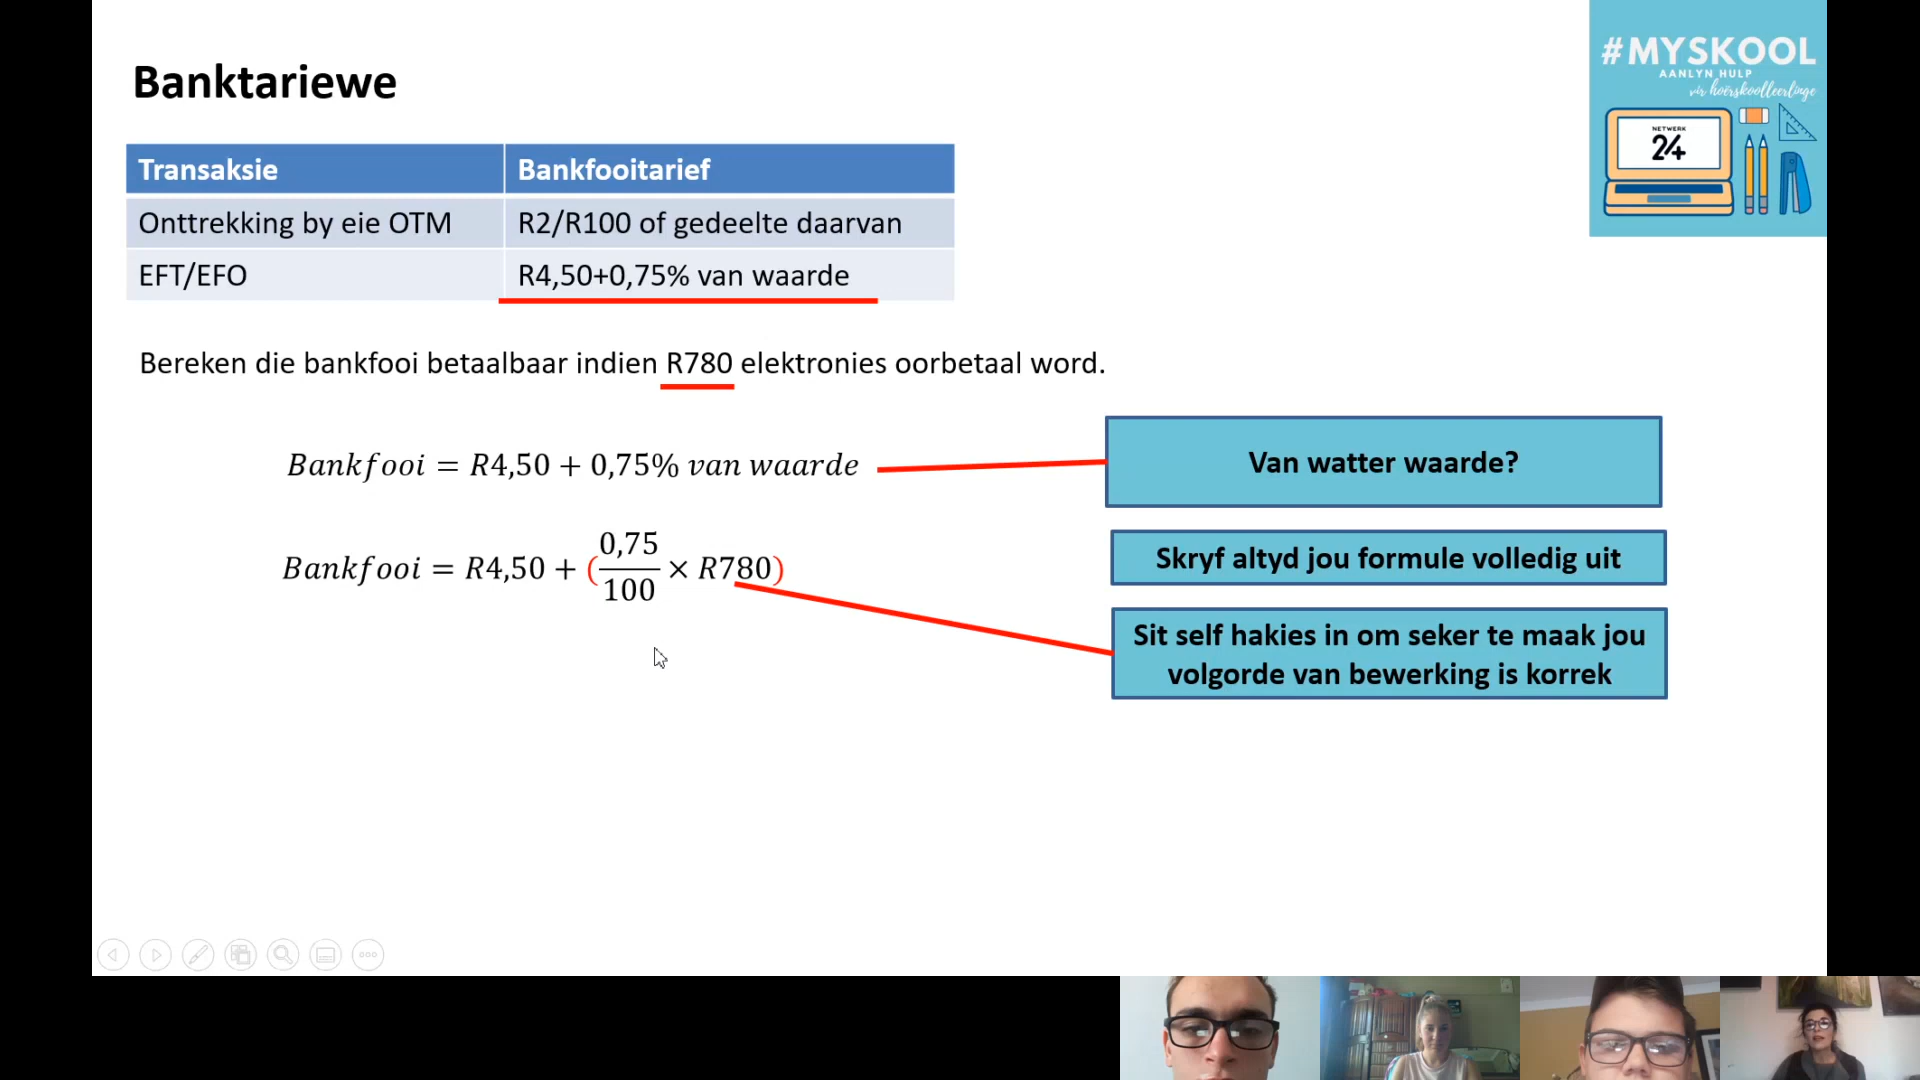 Banktariewe
#MYSKOOL
AANLYN HULP
vir hoërskoolleerlinge
NETWERK
24
Transaksie Bankfooitarief
Onttrekking by eie OTM R2/R100 of gedeelte daarvan
EFT/EFO R4,50+0,75% van waarde
Bereken die bankfooi betaalbaar indien R780 elektronies oorbetaal word.
Bankfooi = R4,50 + 0,75% van waarde
Van watter waarde?
Bankfooi = R4,50 + (0,75/100 × R780)
Skryf altyd jou formule volledig uit
Sit self hakies in om seker te maak jou
volgorde van bewerking is korrek